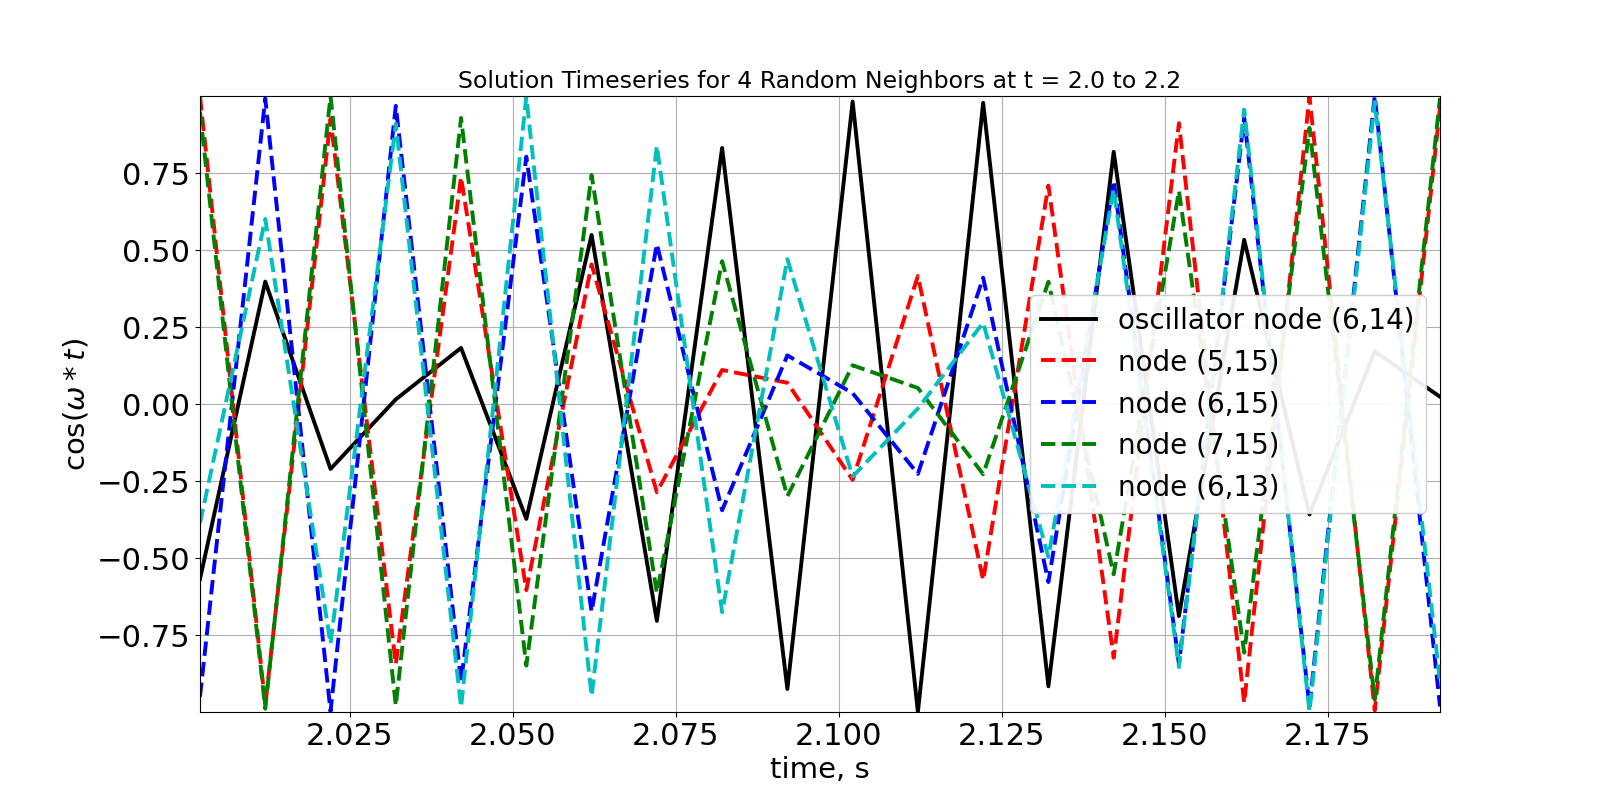 Solution Timeseries for 4 Random Neighbors at t = 2.0 to 2.2
cos(ω * t)
0.75
0.50
0.25
0.00
−0.25
−0.50
−0.75
oscillator node (6,14)
node (5,15)
node (6,15)
node (7,15)
node (6,13)
2.025 2.050 2.075 2.100 2.125 2.150 2.175
time, s